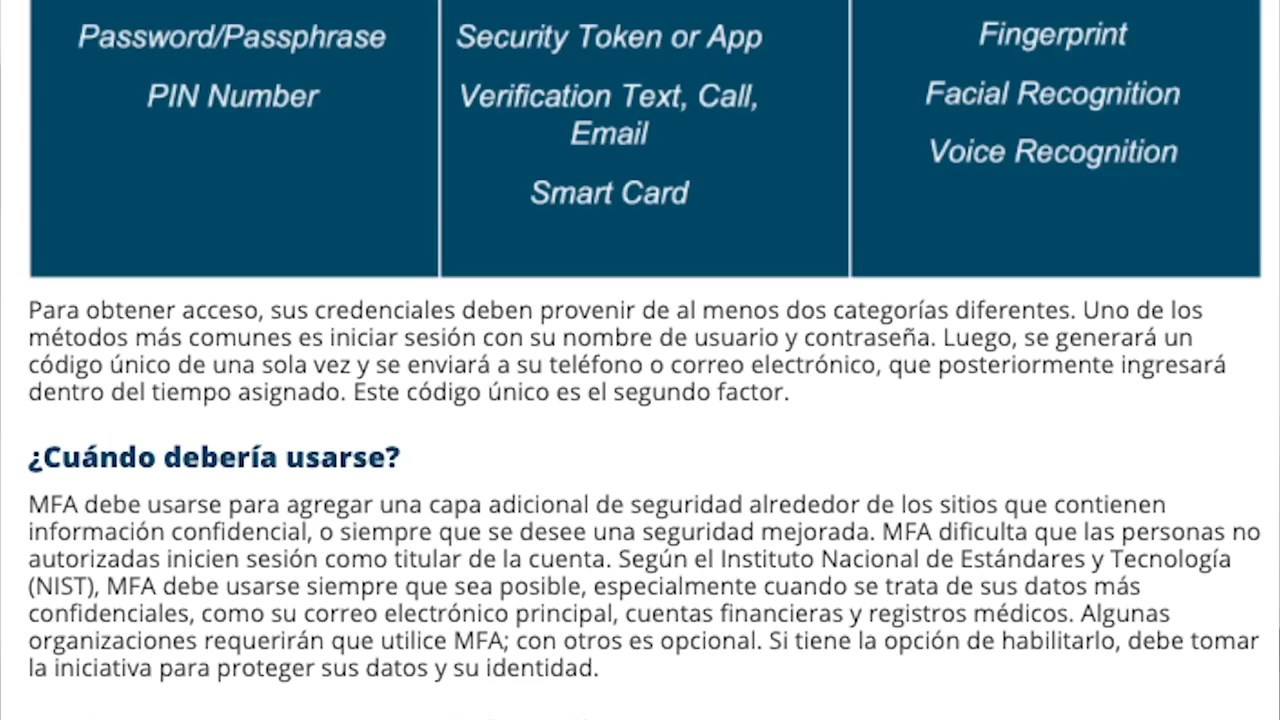 Password/Passphrase
PIN Number
Security Token or App
Verification Text, Call,
Email
Smart Card
Fingerprint
Facial Recognition
Voice Recognition
Para obtener acceso, sus credenciales deben provenir de al menos dos categorías diferentes. Uno de los
métodos más comunes es iniciar sesión con su nombre de usuario y contraseña. Luego, se generará un
código único de una sola vez y se enviará a su teléfono o correo electrónico, que posteriormente ingresará
dentro del tiempo asignado. Este código único es el segundo factor.
¿Cuándo debería usarse?
MFA debe usarse para agregar una capa adicional de seguridad alrededor de los sitios que contienen
información confidencial, o siempre que se desee una seguridad mejorada. MFA dificulta que las personas no
autorizadas inicien sesión como titular de la cuenta. Según el Instituto Nacional de Estándares y Tecnología
(NIST), MFA debe usarse siempre que sea posible, especialmente cuando se trata de sus datos más
confidenciales, como su correo electrónico principal, cuentas financieras y registros médicos. Algunas
organizaciones requerirán que utilice MFA; con otros es opcional. Si tiene la opción de habilitarlo, debe tomar
la iniciativa para proteger sus datos y su identidad.